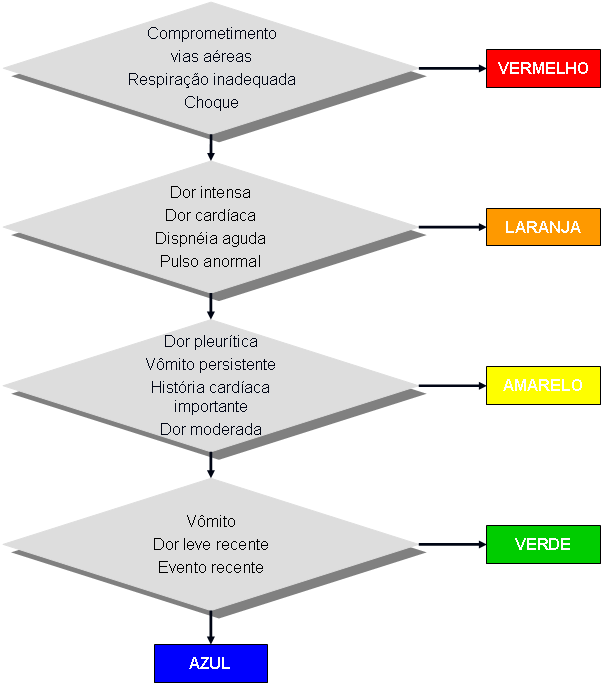 Comprometimento
vias aéreas
Respiração inadequada
Choque
VERMELHO
Dor intensa
Dor cardíaca
Dispnéia aguda
Pulso anormal
LARANJA
Dor pleurítica
Vômito persistente
História cardíaca
importante
Dor moderada
AMARELO
Vômito
Dor leve recente
Evento recente
VERDE
AZUL